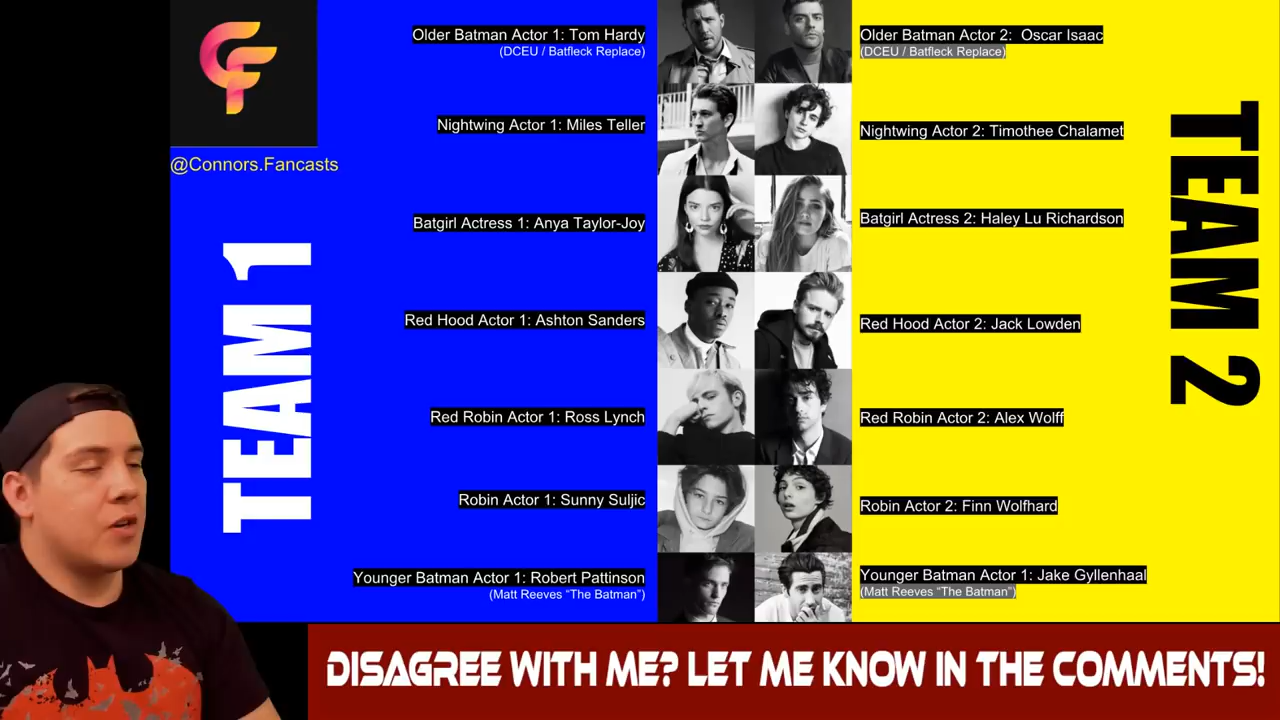 @Connors.Fancasts
TEAM 1
Older Batman Actor 1: Tom Hardy
(DCEU / Batfleck Replace)
Nightwing Actor 1: Miles Teller
Batgirl Actress 1: Anya Taylor-Joy
Red Hood Actor 1: Ashton Sanders
Red Robin Actor 1: Ross Lynch
Robin Actor 1: Sunny Suljic
Younger Batman Actor 1: Robert Pattinson
(Matt Reeves “The Batman”)
Older Batman Actor 2: Oscar Isaac
(DCEU / Batfleck Replace)
Nightwing Actor 2: Timothee Chalamet
Batgirl Actress 2: Haley Lu Richardson
Red Hood Actor 2: Jack Lowden
Red Robin Actor 2: Alex Wolff
Robin Actor 2: Finn Wolfhard
Younger Batman Actor 1: Jake Gyllenhaal
(Matt Reeves “The Batman”)
TEAM 2
DISAGREE WITH ME? LET ME KNOW IN THE COMMENTS!